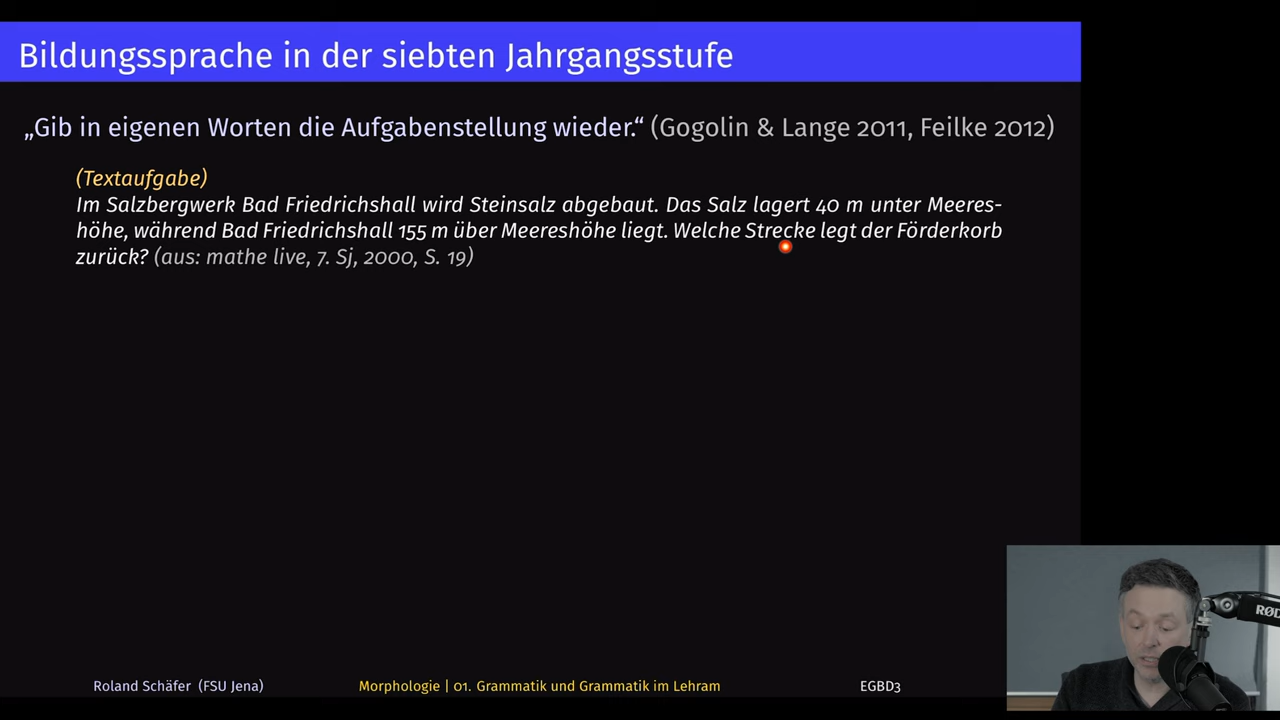 Bildungssprache in der siebten Jahrgangsstufe
„Gib in eigenen Worten die Aufgabenstellung wieder.“ (Gogolin & Lange 2011, Feilke 2012)
(Textaufgabe)
Im Salzbergwerk Bad Friedrichshall wird Steinsalz abgebaut. Das Salz lagert 40 m unter Meeres-
höhe, während Bad Friedrichshall 155 m über Meereshöhe liegt. Welche Strecke legt der Förderkorb
zurück? (aus: mathe live, 7. Sj, 2000, S. 19)
RØD
Roland Schäfer (FSU Jena)
Morphologie | 01. Grammatik und Grammatik im Lehram
EGBD3